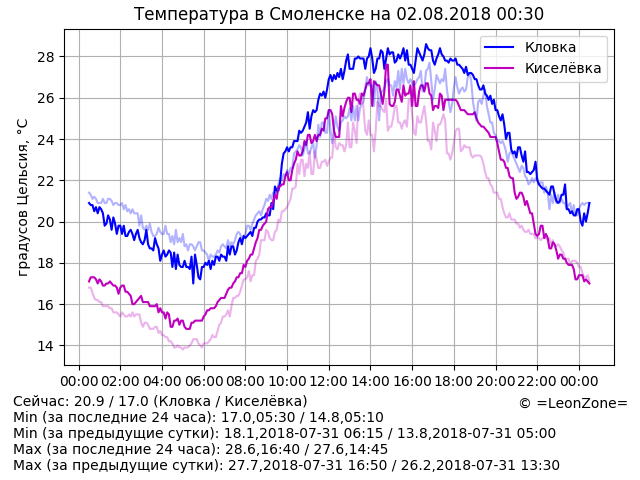 Температура в Смоленске на 02.08.2018 00:30
Кловка
Киселёвка
градусов Цельсия, °C
28
26
24
22
20
18
16
14
00:00 02:00 04:00 06:00 08:00 10:00 12:00 14:00 16:00 18:00 20:00 22:00 00:00
Сейчас: 20.9 / 17.0 (Кловка / Киселёвка)
© =LeonZone=
Min (за последние 24 часа): 17.0,05:30 / 14.8,05:10
Min (за предыдущие сутки): 18.1,2018-07-31 06:15 / 13.8,2018-07-31 05:00
Max (за последние 24 часа): 28.6,16:40 / 27.6,14:45
Max (за предыдущие сутки): 27.7,2018-07-31 16:50 / 26.2,2018-07-31 13:30